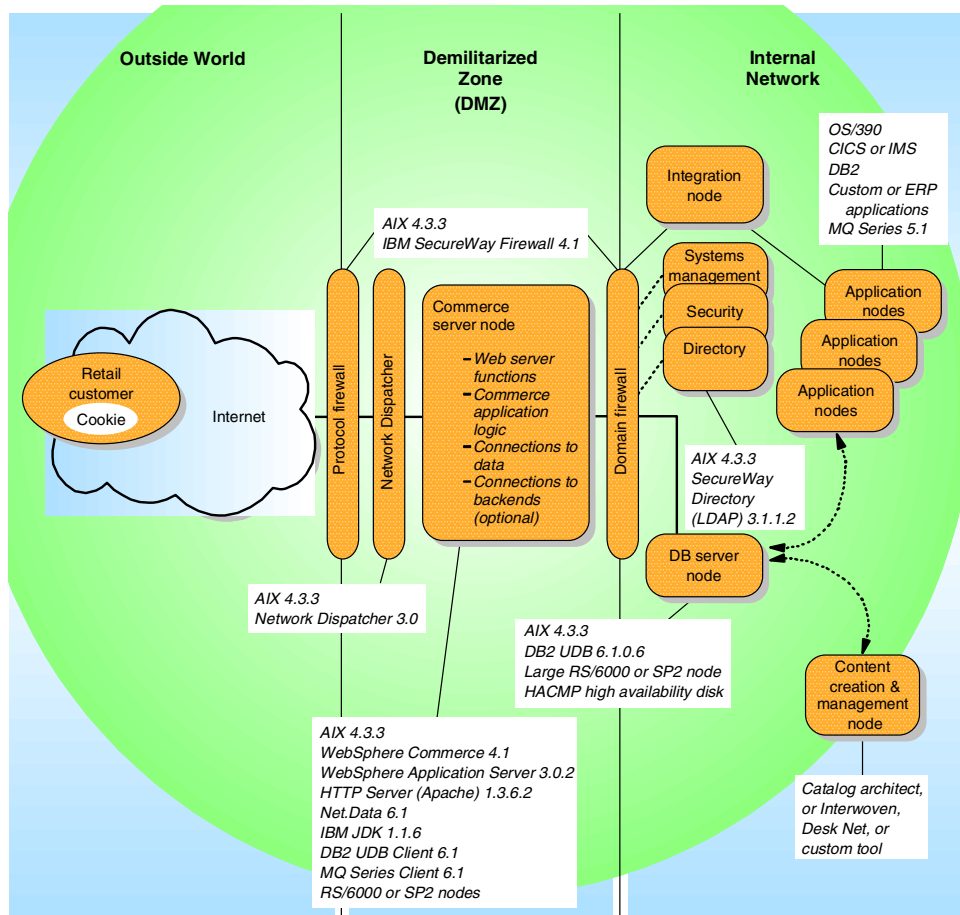 Outside World
Demilitarized
Zone
(DMZ)
Internal
Network
OS/390
CICS or IMS
DB2
Custom or ERP
applications
MQ Series 5.1
Integration
node
AIX 4.3.3
IBM SecureWay Firewall 4.1
Systems
management
Security
Directory
Application
nodes
Application
nodes
Application
nodes
Commerce
server node
– Web server
functions
– Commerce
application
logic
– Connections to
data
– Connections to
backends
(optional)
Retail
customer
Cookie
Internet
Protocol firewall
Network Dispatcher
Domain firewall
AIX 4.3.3
SecureWay
Directory
(LDAP) 3.1.1.2
DB server
node
AIX 4.3.3
Network Dispatcher 3.0
AIX 4.3.3
DB2 UDB 6.1.0.6
Large RS/6000 or SP2 node
HACMP high availability disk
Content
creation &
management
node
AIX 4.3.3
WebSphere Commerce 4.1
WebSphere Application Server 3.0.2
HTTP Server (Apache) 1.3.6.2
Net.Data 6.1
IBM JDK 1.1.6
DB2 UDB Client 6.1
MQ Series Client 6.1
RS/6000 or SP2 nodes
Catalog architect,
or Interwoven,
Desk Net, or
custom tool